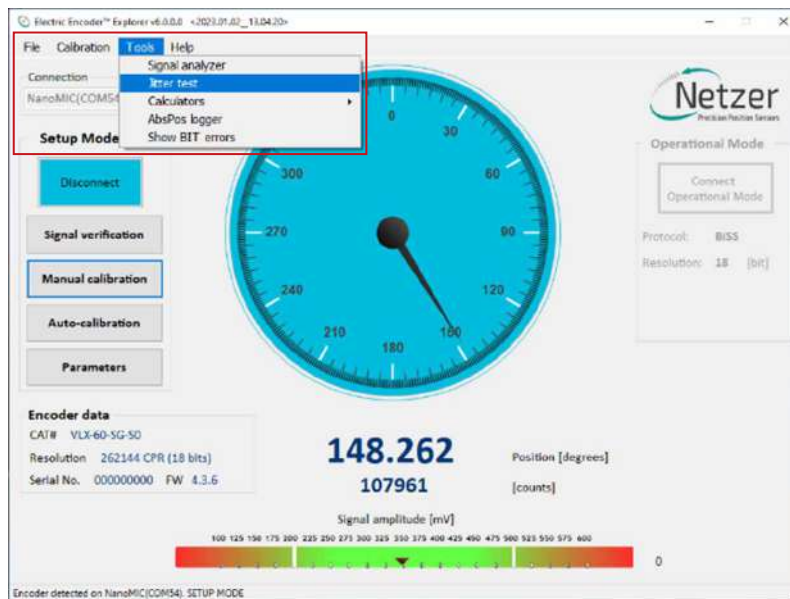 Electric Encoder™ Explorer v6.0.0.0 <2023.01.02_13.04.20>
File Calibration Tools Help
Signal analyzer
Jitter test
Calculators
AbsPos logger
Show BIT errors
Connection
NanoMIC(COM54
Setup Mode
Disconnect
Signal verification
Manual calibration
Auto-calibration
Parameters
0
30
60
90
120
150
180
210
240
270
300
Netzer
Precision Position Sensors
Operational Mode
Connect
Operational Mode
Protocol: BiSS
Resolution: 18 [bit]
Encoder data
CAT# VLX-60-SG-S0
Resolution 262144 CPR (18 bits)
Serial No. 000000000 FW 4.3.6
148.262 Position [degrees]
107961 [counts]
Signal amplitude [mV]
100 125 150 175 200 225 250 275 300 325 350 375 400 425 450 475 500 525 550 575 600
0
Encoder detected on NanoMIC(COM54). SETUP MODE